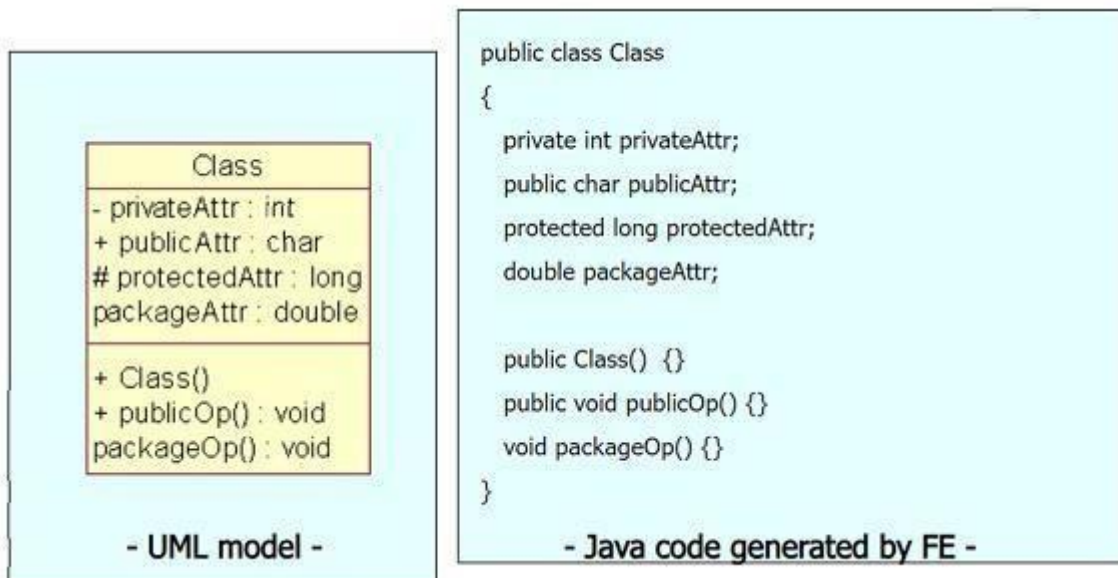 Class
- privateAttr : int
+ publicAttr : char
# protectedAttr : long
packageAttr : double
+ Class()
+ publicOp() : void
packageOp() : void
- UML model -
public class Class
{
private int privateAttr;
public char publicAttr;
protected long protectedAttr;
double packageAttr;
public Class() {}
public void publicOp() {}
void packageOp() {}
}
- Java code generated by FE -